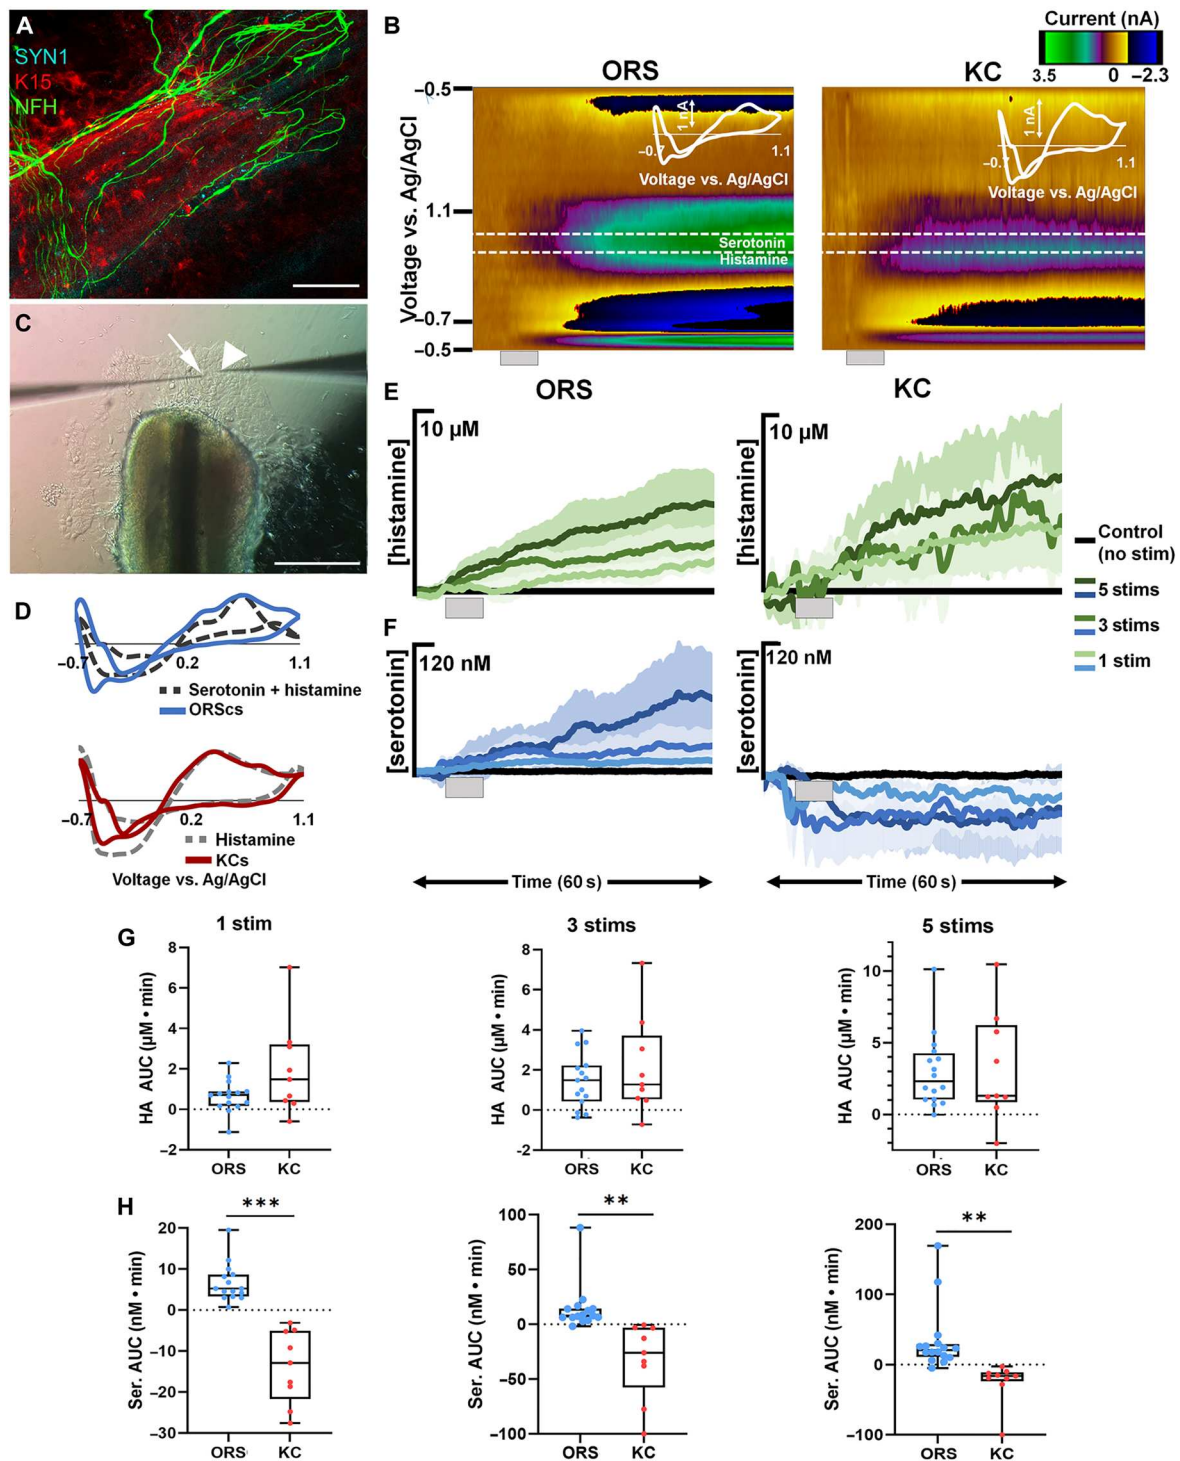 A
SYN1
K15
NFH
B
Current (nA)
3.5 0 −2.3
ORS
KC
Voltage vs. Ag/AgCl
−0.5
1.1
−0.7
−0.5
1 nA
−0.7
1.1
Voltage vs. Ag/AgCl
Serotonin
Histamine
1 nA
−0.7
1.1
Voltage vs. Ag/AgCl
C
D
−0.7 0.2 1.1
Serotonin + histamine
ORScs
−0.7 0.2 1.1
Histamine
KCs
Voltage vs. Ag/AgCl
E
ORS
KC
[histamine]
10 µM
[histamine]
10 µM
Control
(no stim)
5 stims
3 stims
1 stim
F
[serotonin]
120 nM
[serotonin]
120 nM
Time (60 s)
Time (60 s)
G
1 stim
3 stims
5 stims
HA AUC (µM • min)
8
6
4
2
0
−2
ORS KC
HA AUC (µM • min)
8
6
4
2
0
−2
ORS KC
HA AUC (µM • min)
10
5
0
ORS KC
H
***
Ser. AUC (nM • min)
20
10
0
−10
−20
−30
ORS KC
**
Ser. AUC (nM • min)
100
50
0
−50
−100
ORS KC
**
Ser. AUC (nM • min)
200
100
0
−100
ORS KC